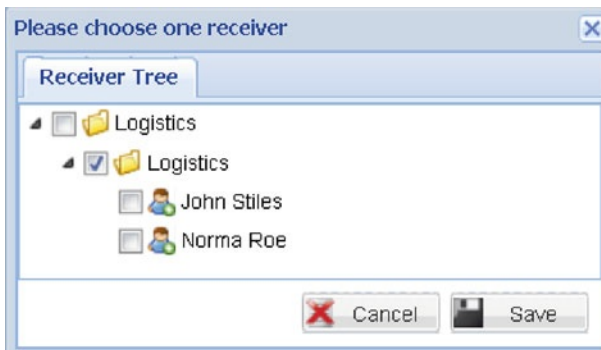 Please choose one receiver
Receiver Tree
Logistics
Logistics
John Stiles
Norma Roe
Cancel Save